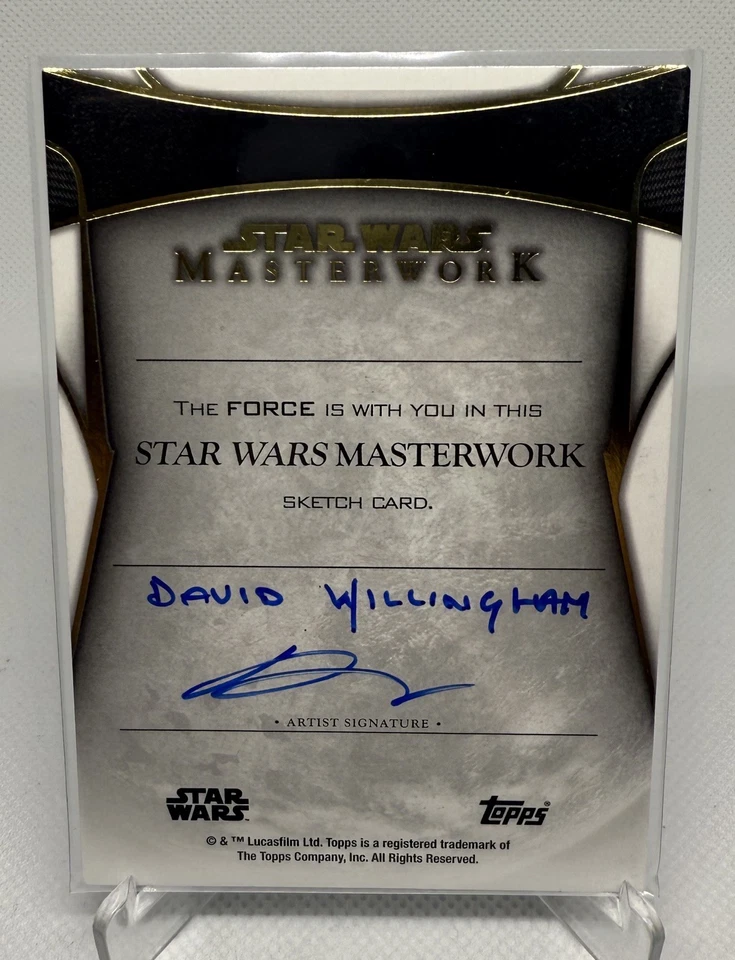 STAR WARS
MASTERWORK
THE FORCE IS WITH YOU IN THIS
STAR WARS MASTERWORK
SKETCH CARD.
DAVID WILLINGHAM
• ARTIST SIGNATURE •
STAR
WARS
TOPPS®
© & ™ Lucasfilm Ltd. Topps is a registered trademark of
The Topps Company, Inc. All Rights Reserved.